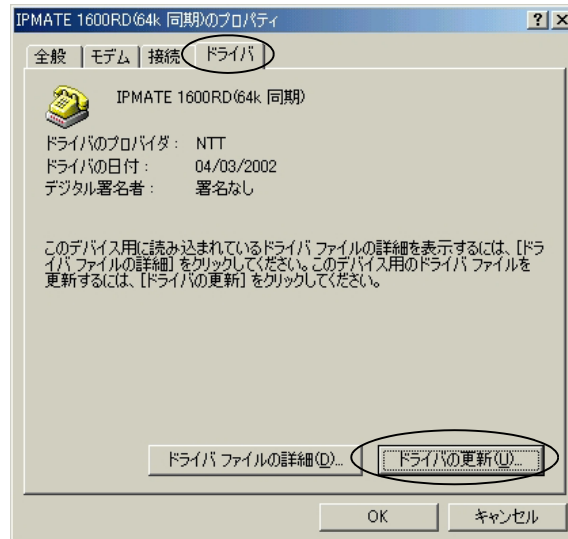 IPMATE 1600RD(64k 同期)のプロパティ
全般 モデム 接続 ドライバ
IPMATE 1600RD(64k 同期)
ドライバのプロバイダ: NTT
ドライバの日付: 04/03/2002
デジタル署名者: 署名なし
このデバイス用に読み込まれているドライバ ファイルの詳細を表示するには、[ドラ
イバ ファイルの詳細] をクリックしてください。このデバイス用のドライバ ファイルを
更新するには、[ドライバの更新] をクリックしてください。
ドライバ ファイルの詳細(D)... ドライバの更新(U)...
OK キャンセル